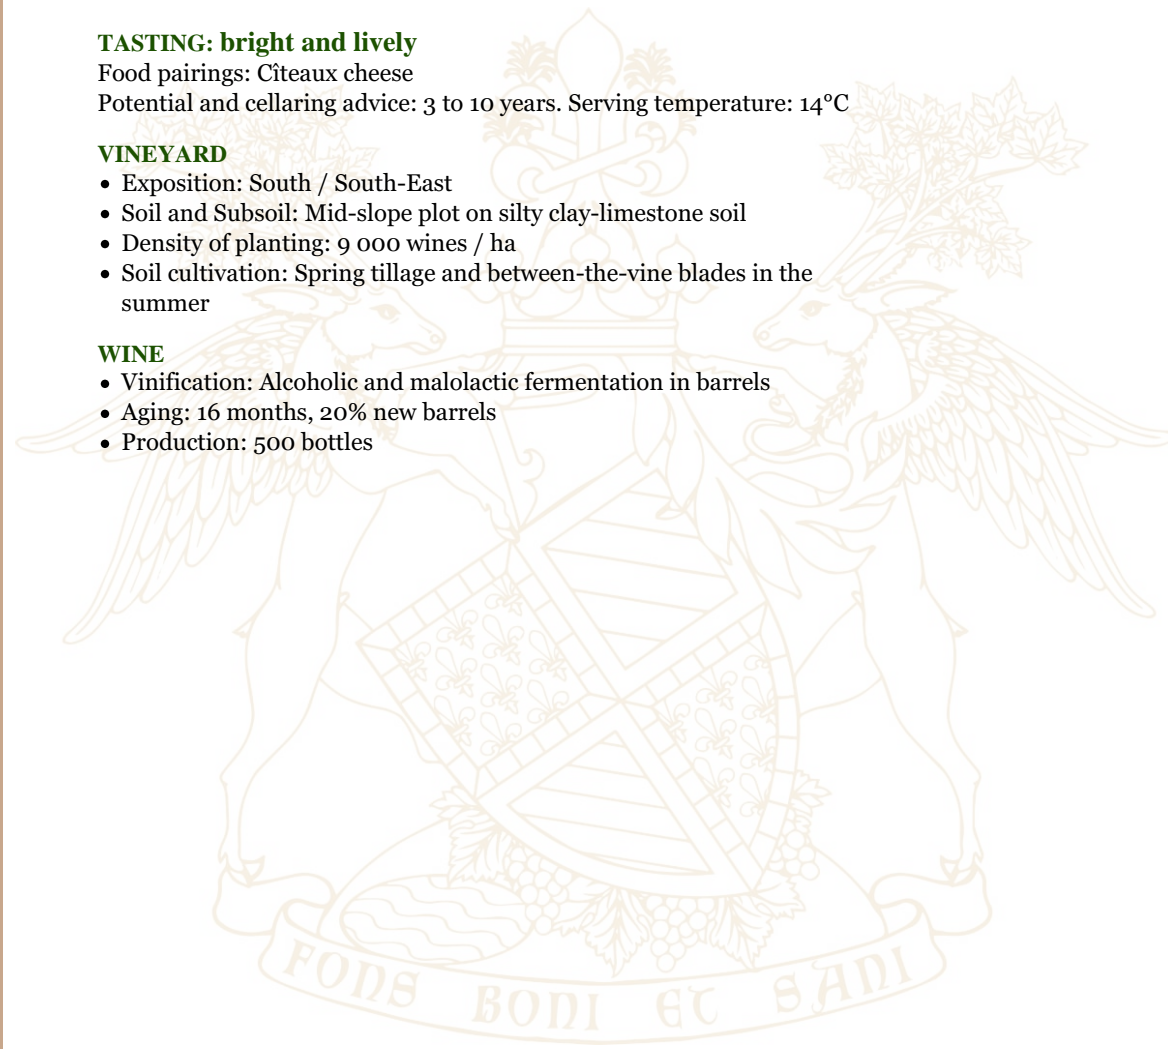 TASTING: bright and lively
Food pairings: Cîteaux cheese
Potential and cellaring advice: 3 to 10 years. Serving temperature: 14°C
VINEYARD
• Exposition: South / South-East
• Soil and Subsoil: Mid-slope plot on silty clay-limestone soil
• Density of planting: 9 000 wines / ha
• Soil cultivation: Spring tillage and between-the-vine blades in the
summer
WINE
• Vinification: Alcoholic and malolactic fermentation in barrels
• Aging: 16 months, 20% new barrels
• Production: 500 bottles
FONS BONI ET SANI